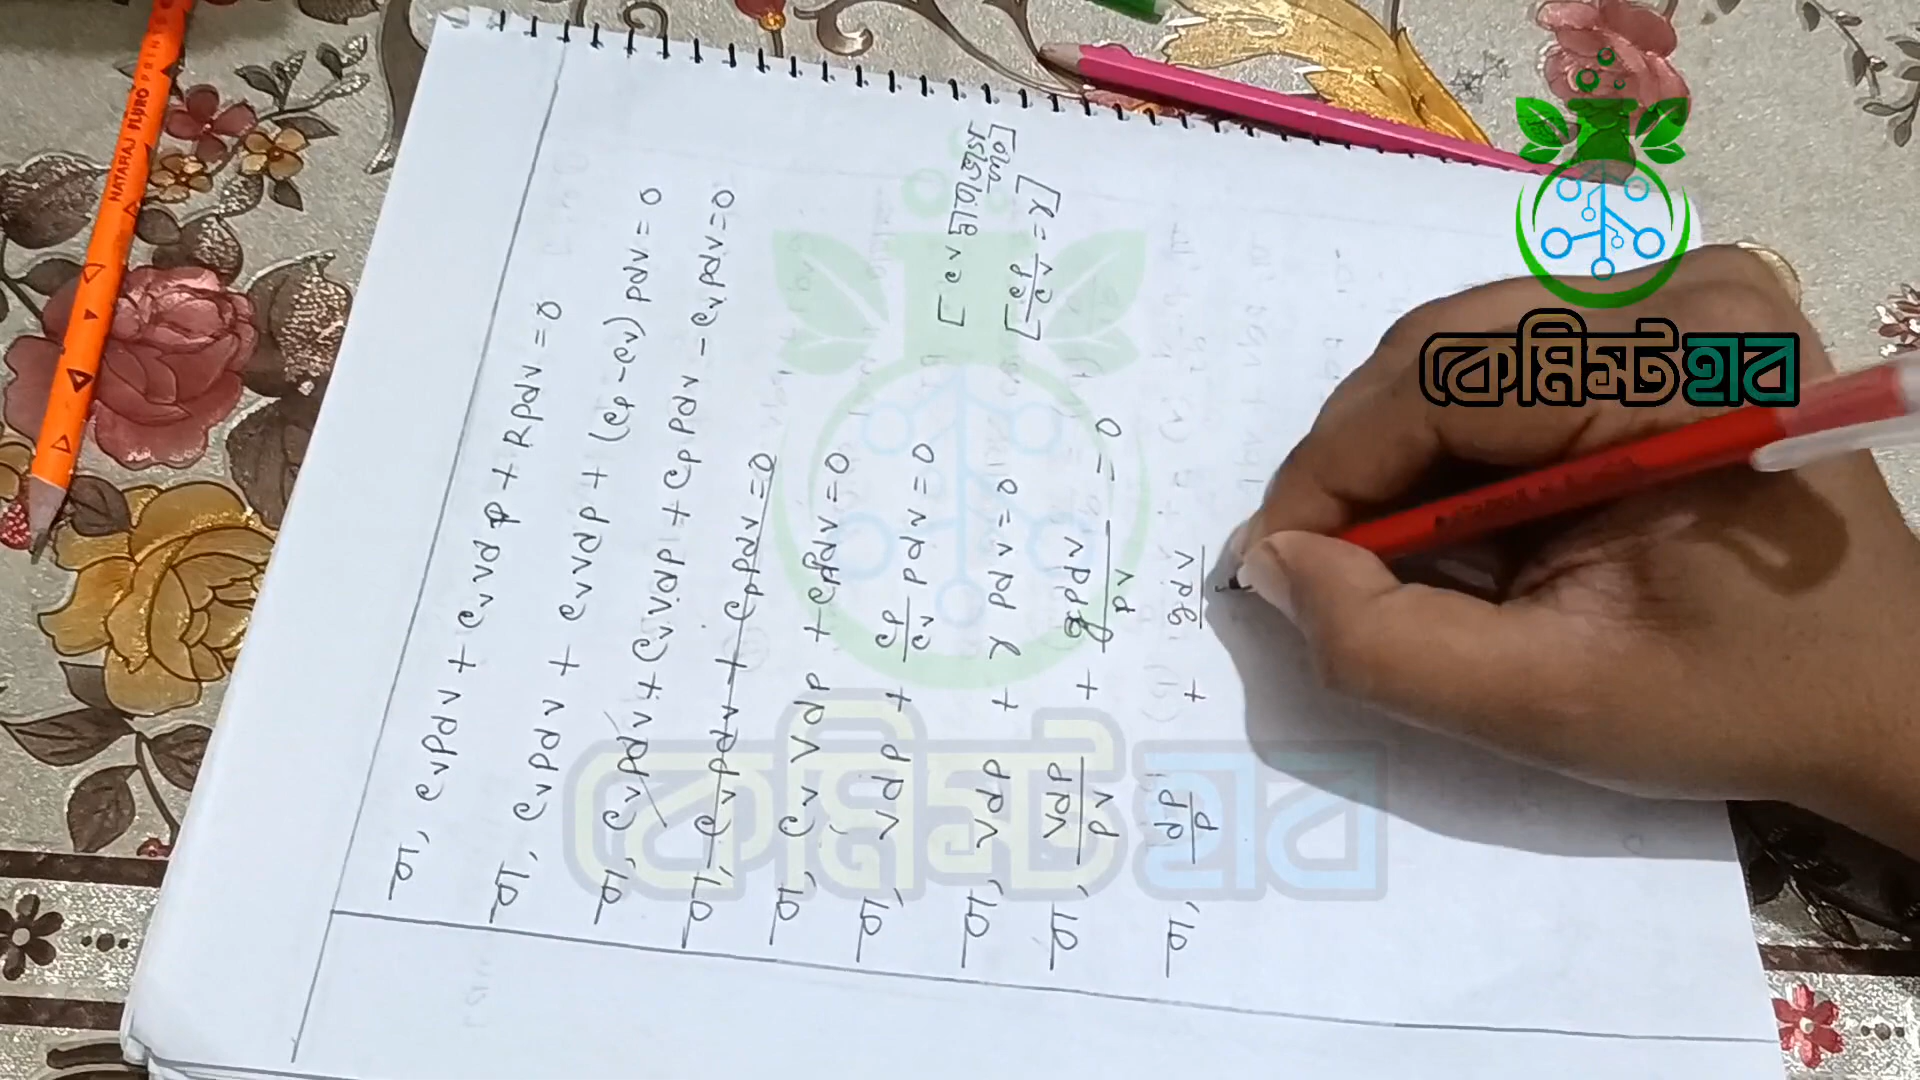 বা, CvPdv + CvVdP + RPdv = 0
বা, CvPdv + CvVdP + (Cp - Cv) Pdv = 0
বা, CvPdv + CvVdP + CpPdv - CvPdv = 0
বা, CvPdv + CpPdv = 0
বা, CvVdP + CpPdv = 0
বা, VdP + Cp/Cv Pdv = 0 [Cv দ্বারা ভাগ করে]
বা, VdP + γ Pdv = 0 [γ = Cp/Cv]
বা, VdP/PV + γPdv/PV = 0
বা, dP/P + γdv/V
NATARAJ FLURO PRINTED
কেমিস্ট হাব
কেমিস্ট হাব